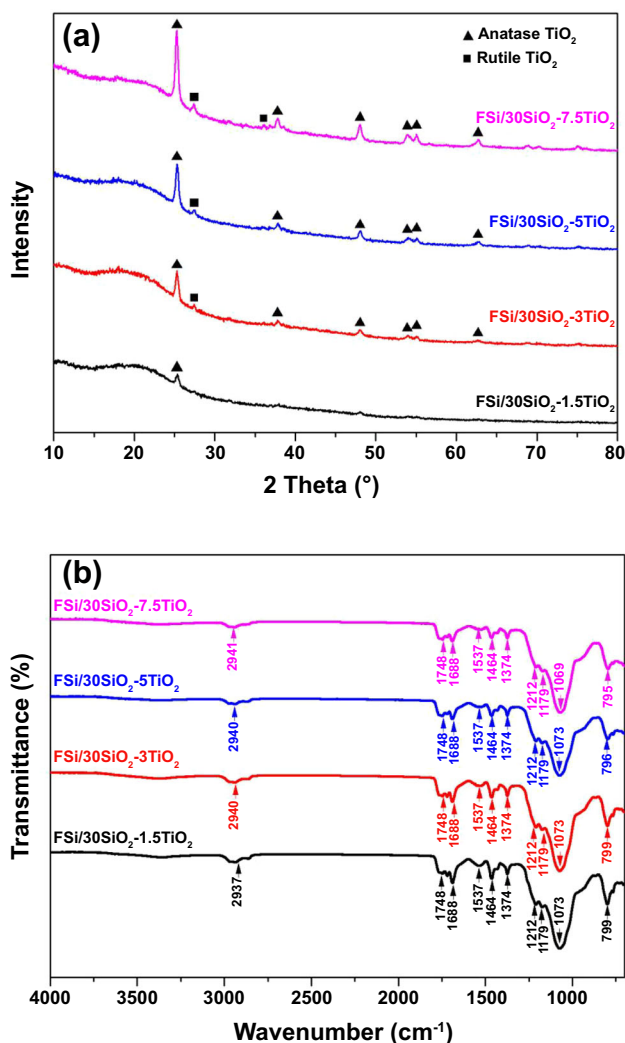 (a)
▲ Anatase TiO₂
■ Rutile TiO₂
FSi/30SiO₂-7.5TiO₂
FSi/30SiO₂-5TiO₂
FSi/30SiO₂-3TiO₂
FSi/30SiO₂-1.5TiO₂
Intensity
10 20 30 40 50 60 70 80
2 Theta (°)
(b)
FSi/30SiO₂-7.5TiO₂
2941 1748 1688 1537 1464 1374 1212 1179 1069 795
FSi/30SiO₂-5TiO₂
2940 1748 1688 1537 1464 1374 1212 1179 1073 796
FSi/30SiO₂-3TiO₂
2940 1748 1688 1537 1464 1374 1212 1179 1073 799
FSi/30SiO₂-1.5TiO₂
2937 1748 1688 1537 1464 1374 1212 1179 1073 799
Transmittance (%)
4000 3500 3000 2500 2000 1500 1000
Wavenumber (cm⁻¹)